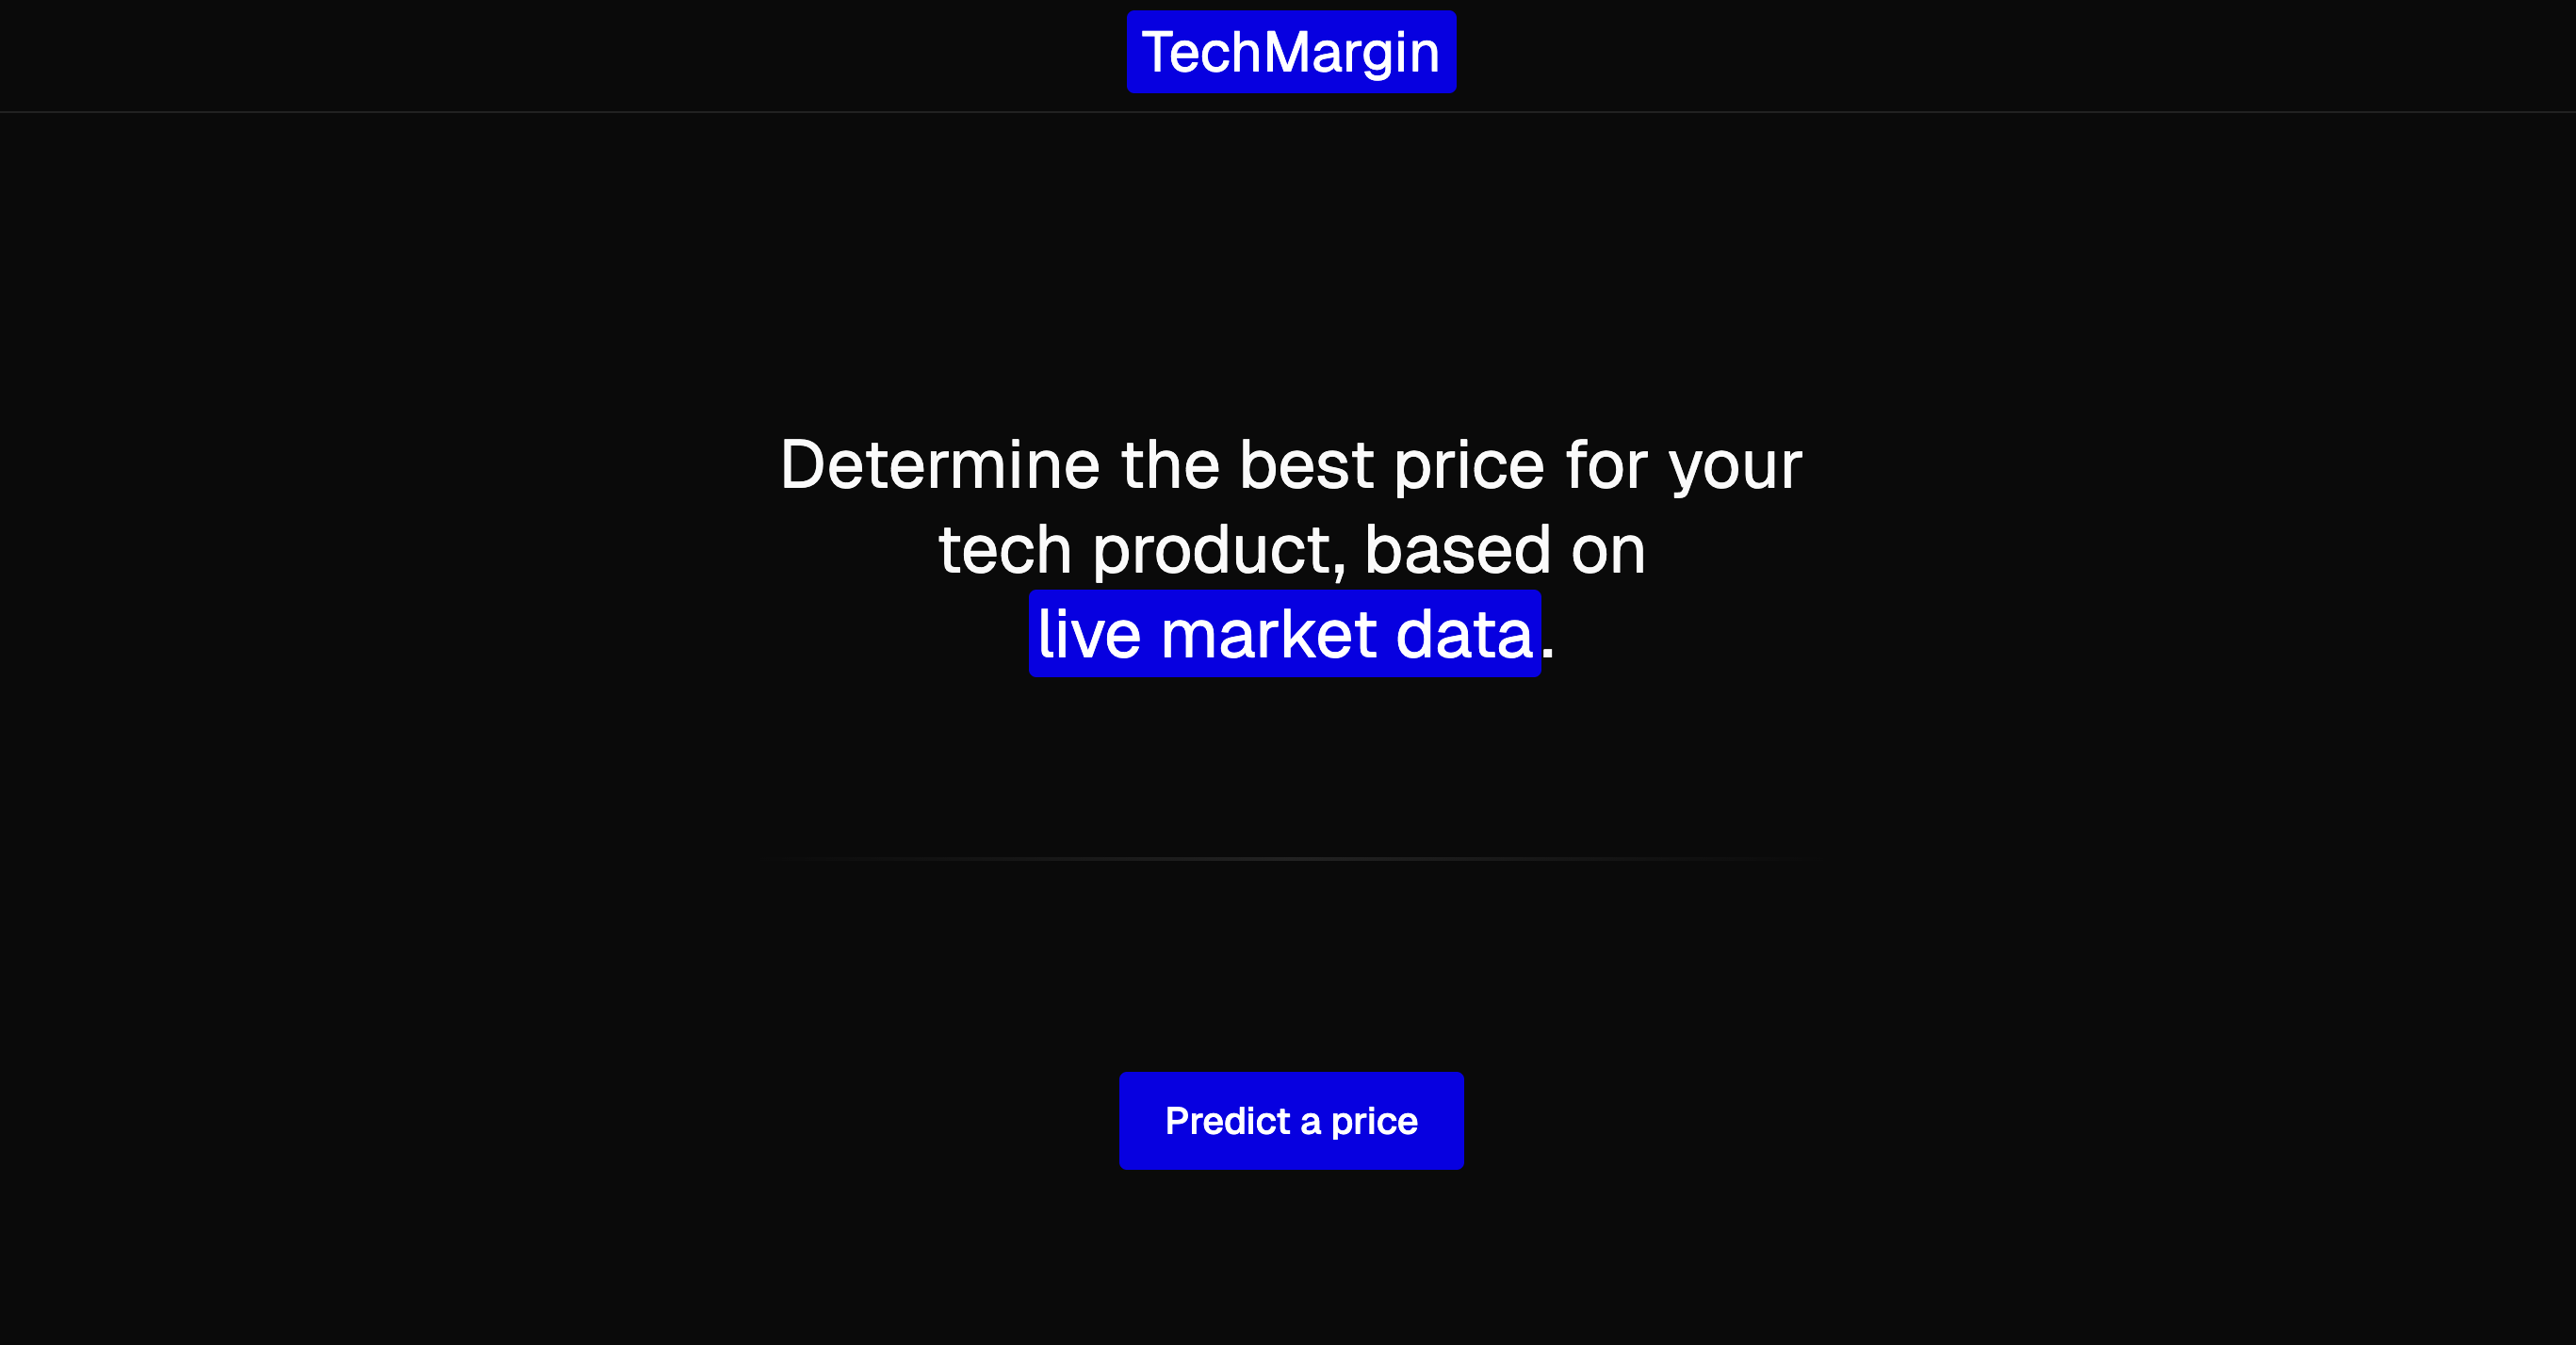 TechMargin
Determine the best price for your
tech product, based on
live market data.
Predict a price